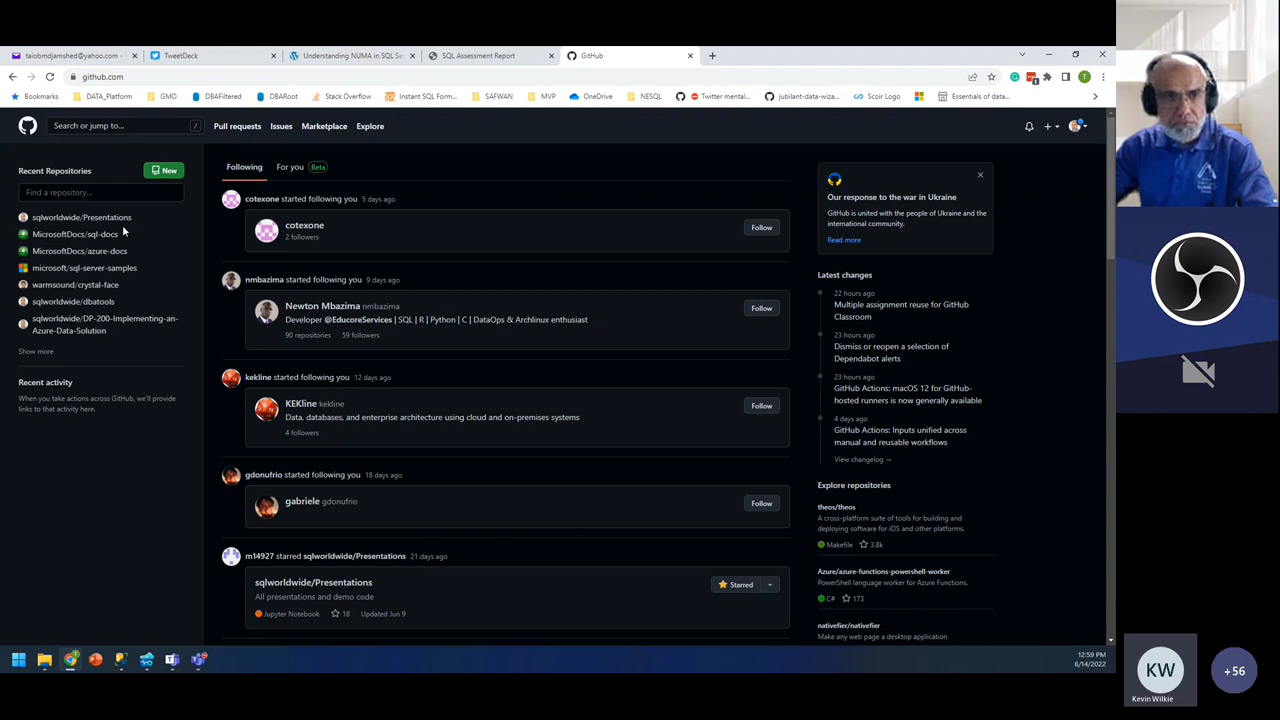 taiobmdjamshed@yahoo.com -
TweetDeck
Understanding NUMA in SQL Se
SQL Assessment Report
GitHub
github.com
Bookmarks
DATA_Platform
GMO
DBAFiltered
DBARoot
Stack Overflow
Instant SQL Form...
SAFWAN
MVP
OneDrive
NESQL
Twitter mental...
jubilant-data-wiza...
Scoir Logo
Essentials of data...
Search or jump to...
/
Pull requests
Issues
Marketplace
Explore
Recent Repositories
New
Find a repository...
sqlworldwide/Presentations
MicrosoftDocs/sql-docs
MicrosoftDocs/azure-docs
microsoft/sql-server-samples
warmsound/crystal-face
sqlworldwide/dbatools
sqlworldwide/DP-200-Implementing-an-
Azure-Data-Solution
Show more
Recent activity
When you take actions across GitHub, we'll provide
links to that activity here.
Following
For you
Beta
cotexone started following you 5 days ago
cotexone
2 followers
Follow
nmbazima started following you 9 days ago
Newton Mbazima nmbazima
Developer @EducoreServices | SQL | R | Python | C | DataOps & Archlinux enthusiast
90 repositories 59 followers
Follow
kekline started following you 12 days ago
KEKline kekline
Data, databases, and enterprise architecture using cloud and on-premises systems
4 followers
Follow
gdonufrio started following you 18 days ago
gabriele gdonufrio
Follow
m14927 starred sqlworldwide/Presentations 21 days ago
sqlworldwide/Presentations
All presentations and demo code
Jupyter Notebook 18 Updated Jun 9
Starred
Our response to the war in Ukraine
GitHub is united with the people of Ukraine and the
international community.
Read more
Latest changes
22 hours ago
Multiple assignment reuse for GitHub
Classroom
23 hours ago
Dismiss or reopen a selection of
Dependabot alerts
23 hours ago
GitHub Actions: macOS 12 for GitHub-
hosted runners is now generally available
4 days ago
GitHub Actions: Inputs unified across
manual and reusable workflows
View changelog →
Explore repositories
theos/theos
A cross-platform suite of tools for building and
deploying software for iOS and other platforms.
Makefile 3.8k
Azure/azure-functions-powershell-worker
PowerShell language worker for Azure Functions.
C# 173
nativefier/nativefier
Make any web page a desktop application
12:59 PM
6/14/2022
KW
Kevin Wilkie
+56